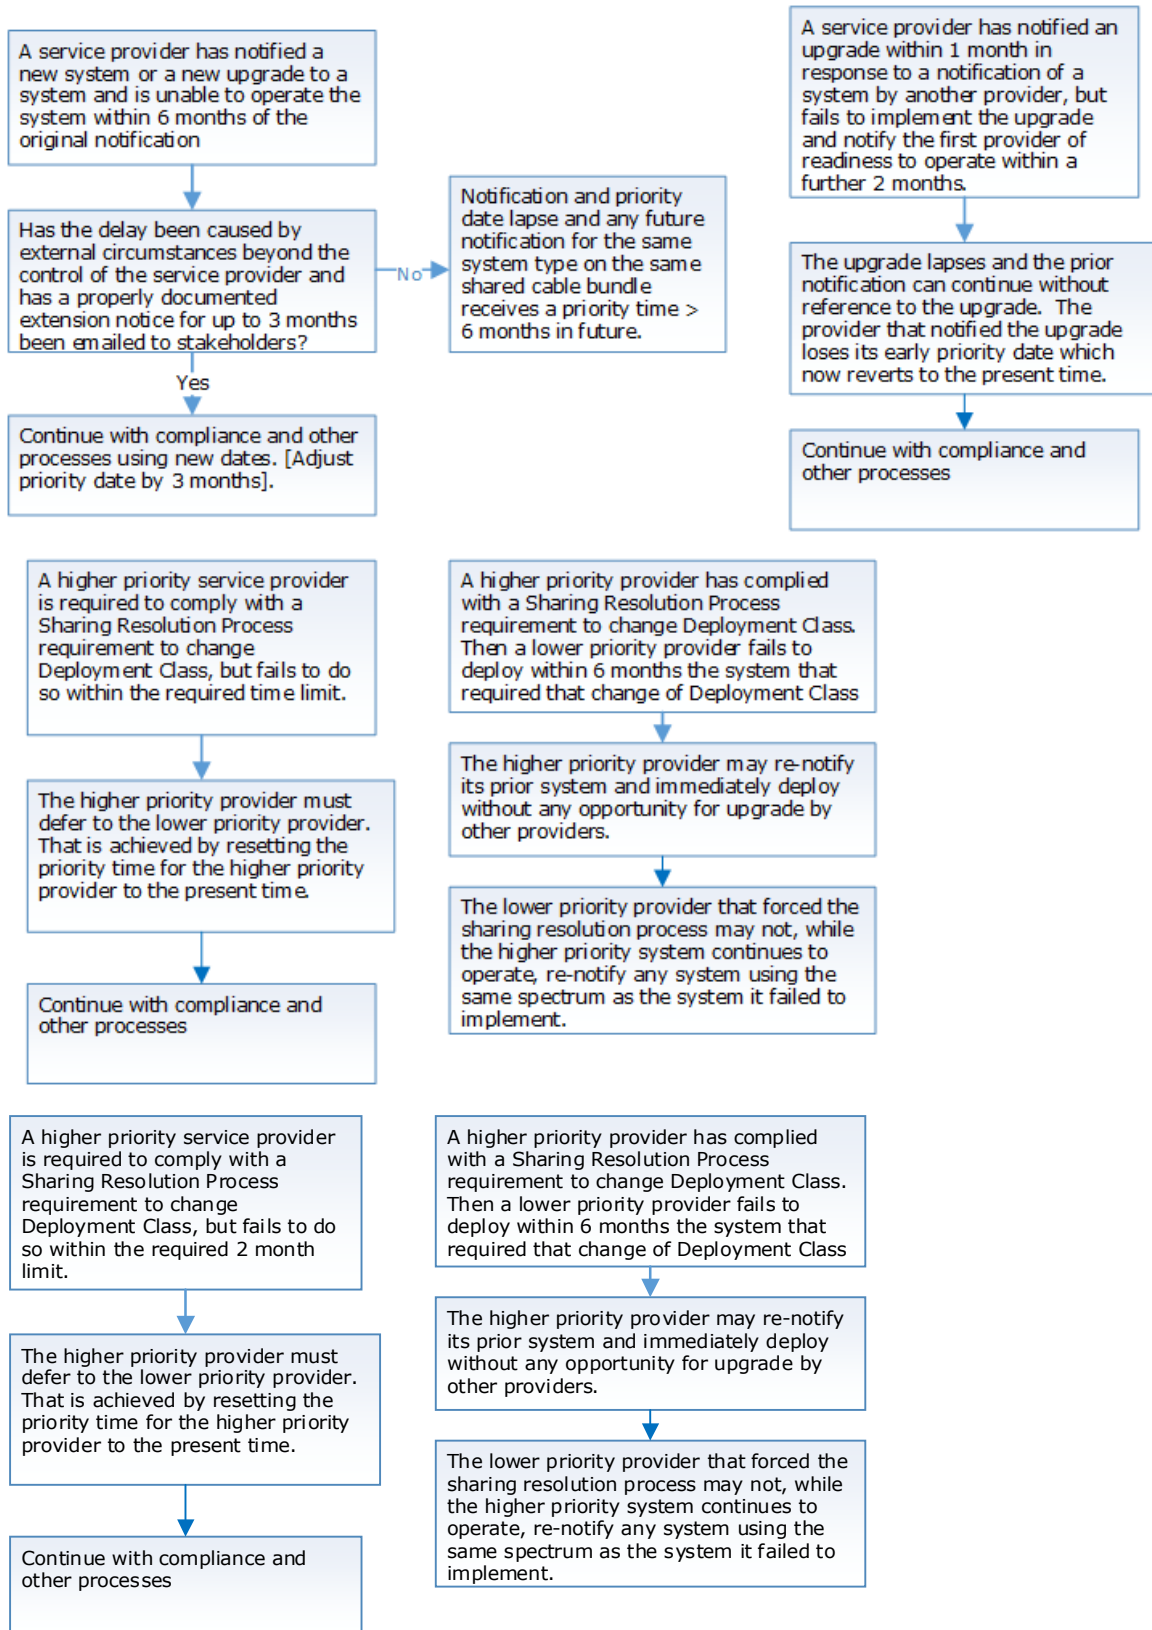 A service provider has notified a
new system or a new upgrade to a
system and is unable to operate the
system within 6 months of the
original notification
Has the delay been caused by
external circumstances beyond the
control of the service provider and
has a properly documented
extension notice for up to 3 months
been emailed to stakeholders?
No
Notification and priority
date lapse and any future
notification for the same
system type on the same
shared cable bundle
receives a priority time >
6 months in future.
Yes
Continue with compliance and other
processes using new dates. [Adjust
priority date by 3 months].
A service provider has notified an
upgrade within 1 month in
response to a notification of a
system by another provider, but
fails to implement the upgrade
and notify the first provider of
readiness to operate within a
further 2 months.
The upgrade lapses and the prior
notification can continue without
reference to the upgrade.  The
provider that notified the upgrade
loses its early priority date which
now reverts to the present time.
Continue with compliance and
other processes
A higher priority service provider
is required to comply with a
Sharing Resolution Process
requirement to change
Deployment Class, but fails to do
so within the required time limit.
The higher priority provider must
defer to the lower priority provider.
That is achieved by resetting the
priority time for the higher priority
provider to the present time.
Continue with compliance and
other processes
A higher priority provider has complied
with a Sharing Resolution Process
requirement to change Deployment Class.
Then a lower priority provider fails to
deploy within 6 months the system that
required that change of Deployment Class
The higher priority provider may re-notify
its prior system and immediately deploy
without any opportunity for upgrade by
other providers.
The lower priority provider that forced the
sharing resolution process may not, while
the higher priority system continues to
operate, re-notify any system using the
same spectrum as the system it failed to
implement.
A higher priority service provider
is required to comply with a
Sharing Resolution Process
requirement to change
Deployment Class, but fails to do
so within the required 2 month
limit.
The higher priority provider must
defer to the lower priority provider.
That is achieved by resetting the
priority time for the higher priority
provider to the present time.
Continue with compliance and
other processes
A higher priority provider has complied
with a Sharing Resolution Process
requirement to change Deployment Class.
Then a lower priority provider fails to
deploy within 6 months the system that
required that change of Deployment Class
The higher priority provider may re-notify
its prior system and immediately deploy
without any opportunity for upgrade by
other providers.
The lower priority provider that forced the
sharing resolution process may not, while
the higher priority system continues to
operate, re-notify any system using the
same spectrum as the system it failed to
implement.